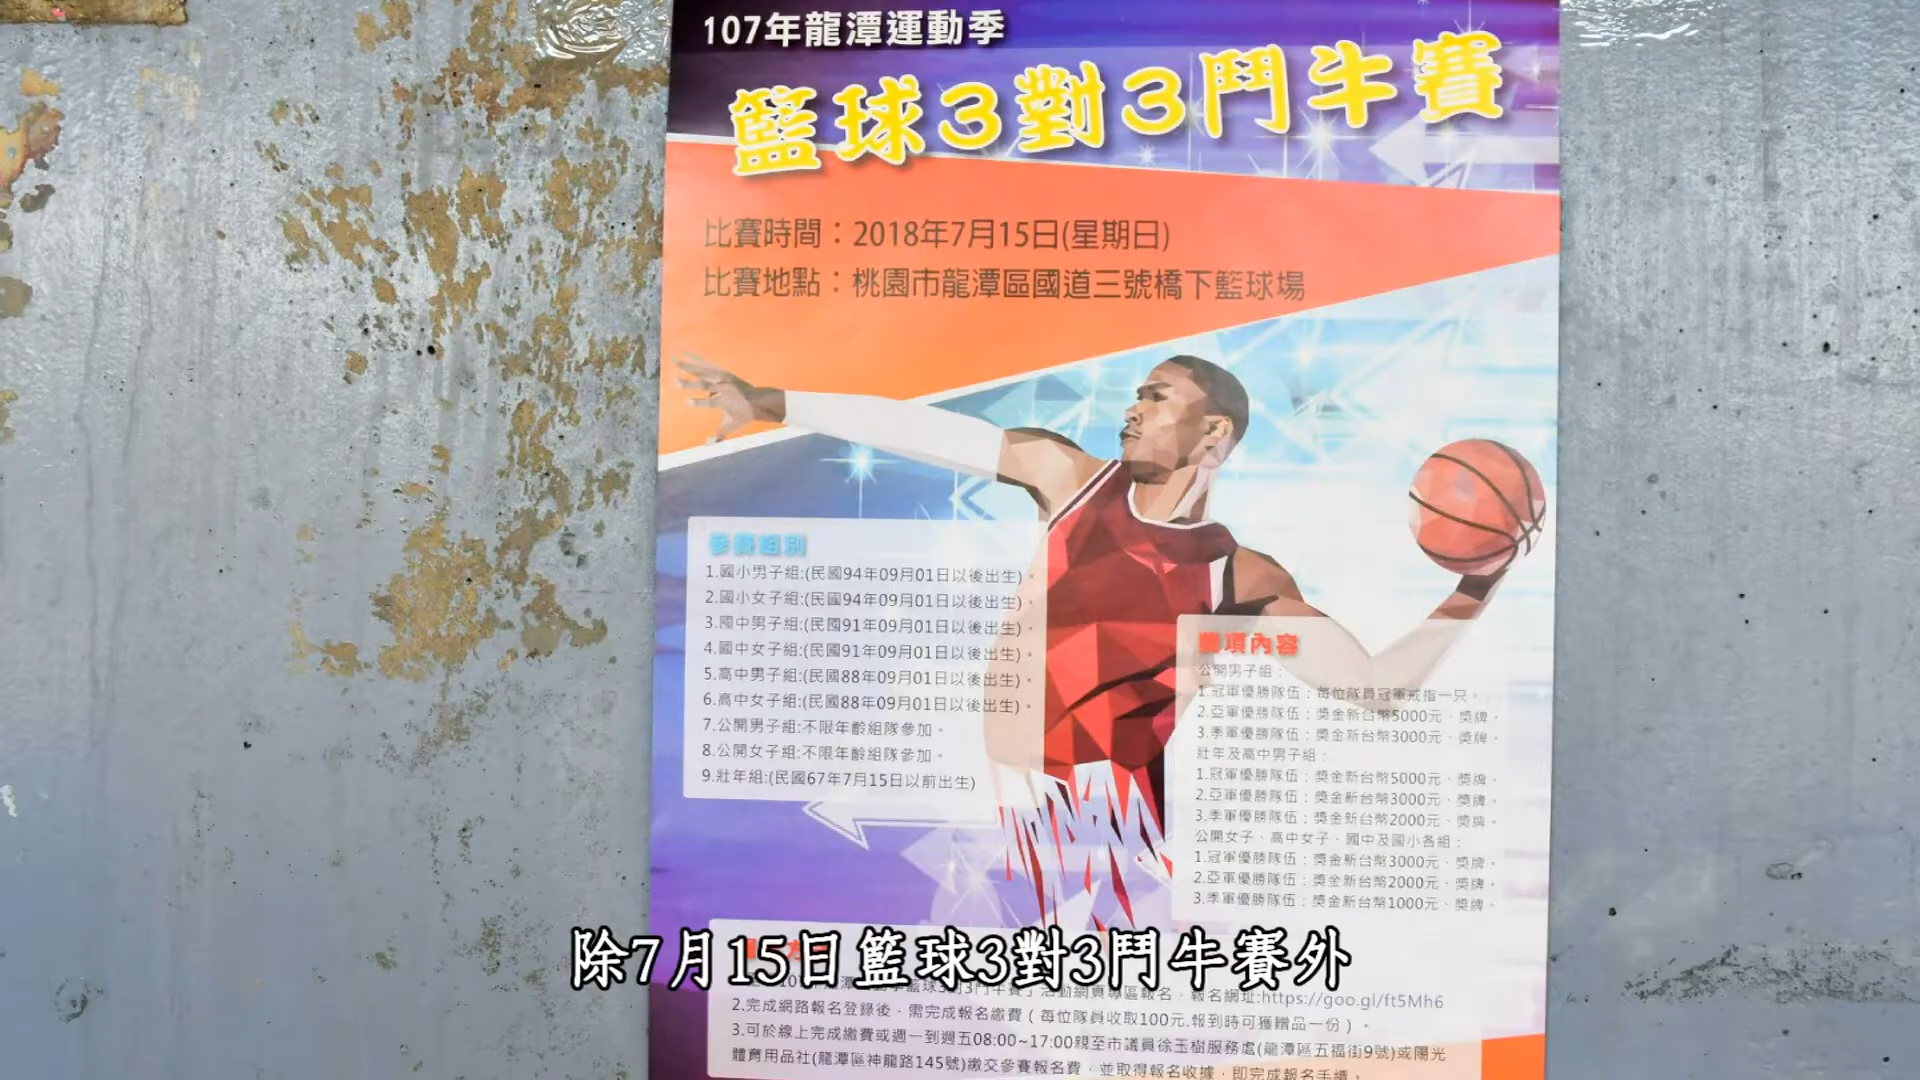 107年龍潭運動季
籃球3對3鬥牛賽
比賽時間：2018年7月15日(星期日)
比賽地點：桃園市龍潭區國道三號橋下籃球場
參賽組別
1.國小男子組:(民國94年09月01日以後出生)。
2.國小女子組:(民國94年09月01日以後出生)。
3.國中男子組:(民國91年09月01日以後出生)。
4.國中女子組:(民國91年09月01日以後出生)。
5.高中男子組:(民國88年09月01日以後出生)。
6.高中女子組:(民國88年09月01日以後出生)。
7.公開男子組:不限年齡組隊參加。
8.公開女子組:不限年齡組隊參加。
9.壯年組:(民國67年7月15日以前出生)
獎項內容
公開男子組：
1.冠軍優勝隊伍：每位隊員冠軍戒指一只。
2.亞軍優勝隊伍：獎金新台幣5000元、獎牌。
3.季軍優勝隊伍：獎金新台幣3000元、獎牌。
壯年及高中男子組：
1.冠軍優勝隊伍：獎金新台幣5000元、獎牌。
2.亞軍優勝隊伍：獎金新台幣3000元、獎牌。
3.季軍優勝隊伍：獎金新台幣2000元、獎牌。
公開女子、高中女子、國中及國小各組：
1.冠軍優勝隊伍：獎金新台幣3000元、獎牌。
2.亞軍優勝隊伍：獎金新台幣2000元、獎牌。
3.季軍優勝隊伍：獎金新台幣1000元、獎牌。
除7月15日籃球3對3鬥牛賽外
活動網頁專區報名，報名網址:https://goo.gl/ft5Mh6
2.完成網路報名登錄後，需完成報名繳費（每位隊員收取100元,報到時可獲贈品一份）。
3.可於線上完成繳費或週一到週五08:00~17:00親至市議員徐玉樹服務處(龍潭區五福街9號)或陽光
體育用品社(龍潭區神龍路145號)繳交參賽報名費，並取得報名收據，即完成報名手續。